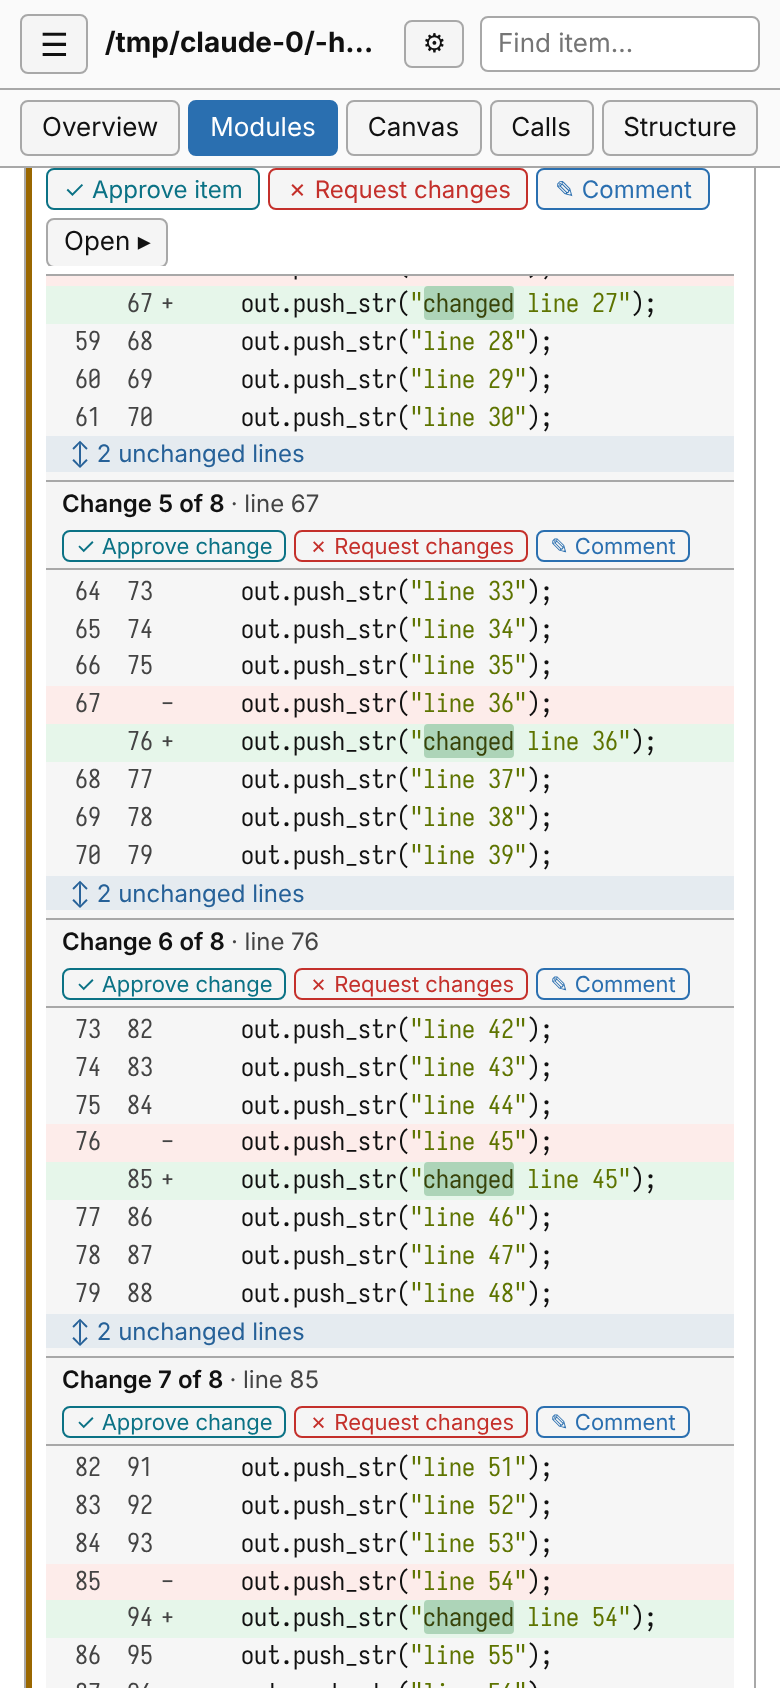 ☰ /tmp/claude-0/-h... ⚙ Find item...
Overview Modules Canvas Calls Structure
✓ Approve item × Request changes ✎ Comment
Open ▸
67 + out.push_str("changed line 27");
59 68 out.push_str("line 28");
60 69 out.push_str("line 29");
61 70 out.push_str("line 30");
↕ 2 unchanged lines
Change 5 of 8 · line 67
✓ Approve change × Request changes ✎ Comment
64 73 out.push_str("line 33");
65 74 out.push_str("line 34");
66 75 out.push_str("line 35");
67 − out.push_str("line 36");
76 + out.push_str("changed line 36");
68 77 out.push_str("line 37");
69 78 out.push_str("line 38");
70 79 out.push_str("line 39");
↕ 2 unchanged lines
Change 6 of 8 · line 76
✓ Approve change × Request changes ✎ Comment
73 82 out.push_str("line 42");
74 83 out.push_str("line 43");
75 84 out.push_str("line 44");
76 − out.push_str("line 45");
85 + out.push_str("changed line 45");
77 86 out.push_str("line 46");
78 87 out.push_str("line 47");
79 88 out.push_str("line 48");
↕ 2 unchanged lines
Change 7 of 8 · line 85
✓ Approve change × Request changes ✎ Comment
82 91 out.push_str("line 51");
83 92 out.push_str("line 52");
84 93 out.push_str("line 53");
85 − out.push_str("line 54");
94 + out.push_str("changed line 54");
86 95 out.push_str("line 55");